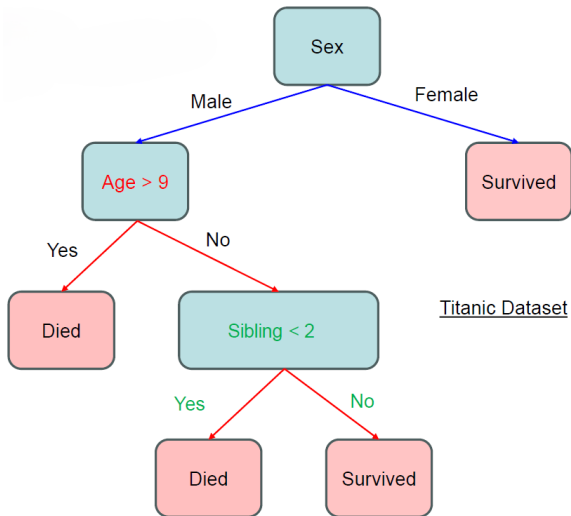 Sex
Male
Female
Age > 9
Survived
Yes
No
Died
Sibling < 2
Titanic Dataset
Yes
No
Died
Survived